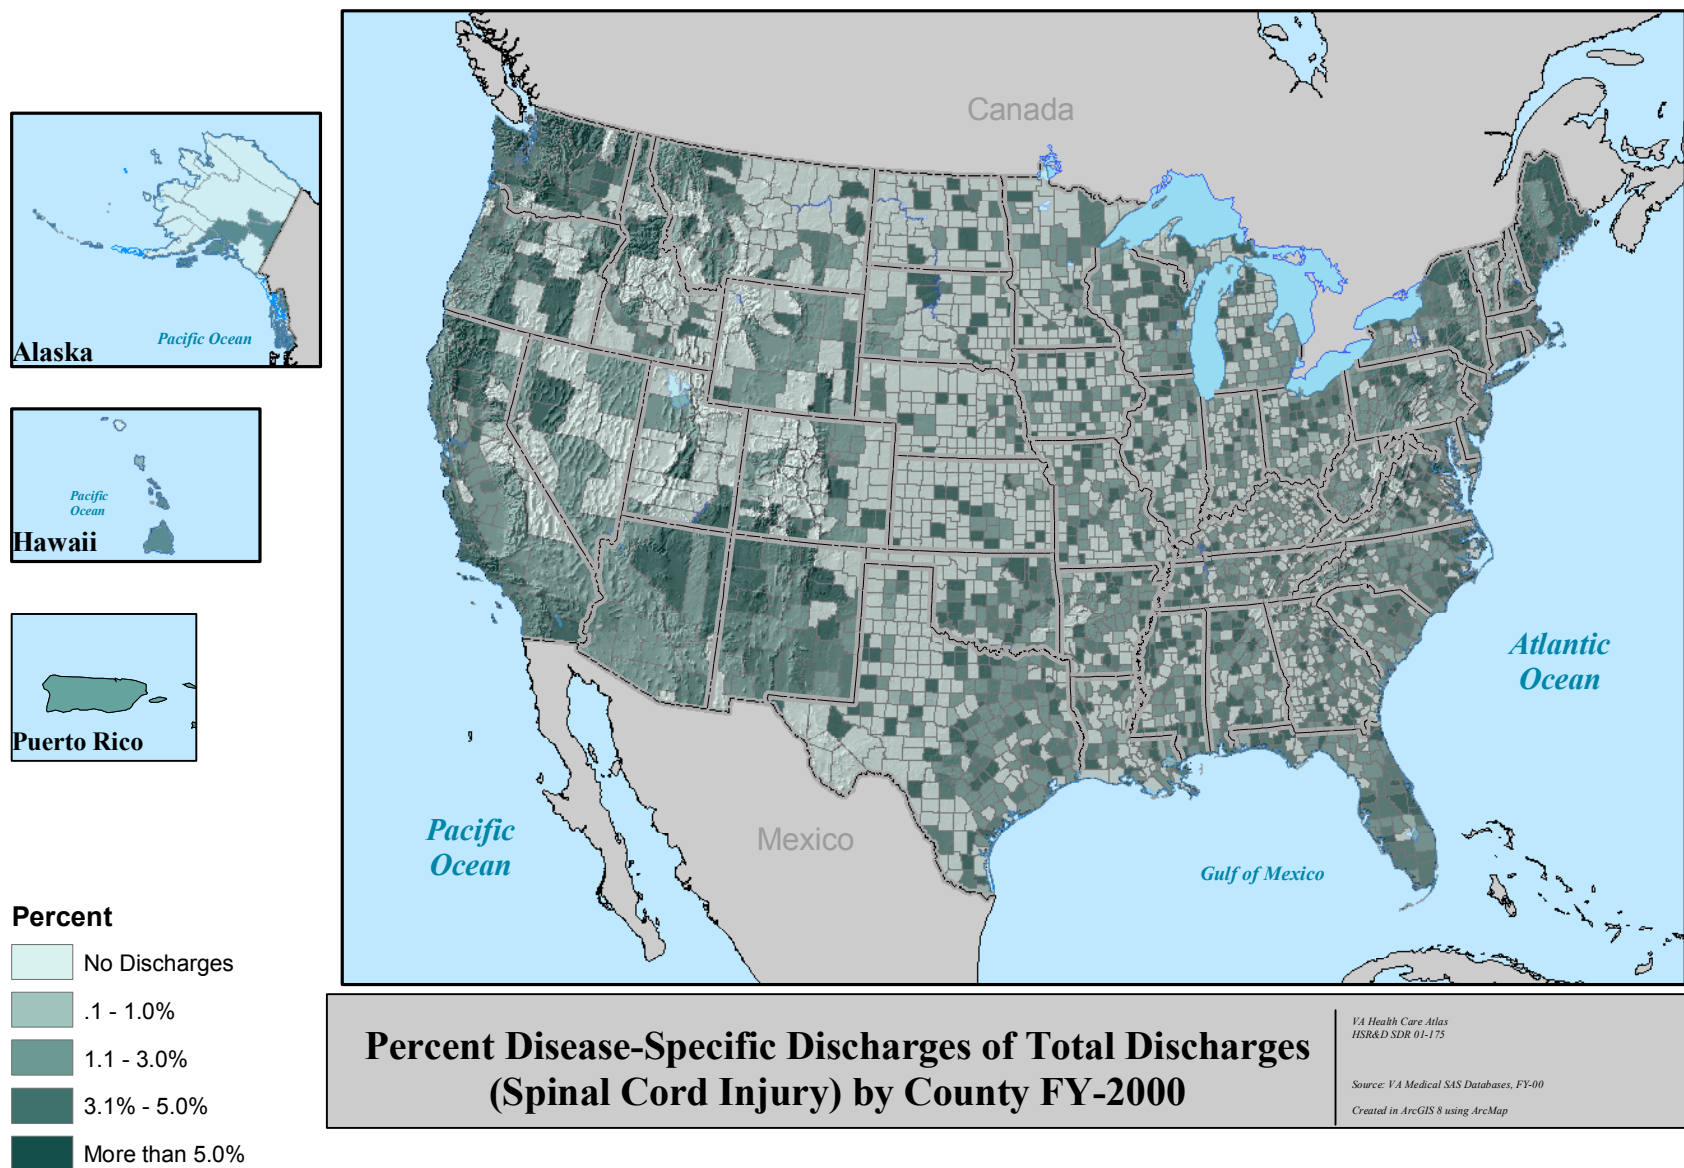 Canada
Alaska
Pacific Ocean
Hawaii
Pacific
Ocean
Puerto Rico
Atlantic
Ocean
Pacific
Ocean
Mexico
Gulf of Mexico
Percent
No Discharges
.1 - 1.0%
1.1 - 3.0%
3.1% - 5.0%
More than 5.0%
Percent Disease-Specific Discharges of Total Discharges
(Spinal Cord Injury) by County FY-2000
VA Health Care Atlas
HSR&D SDR 01-175
Source: VA Medical SAS Databases, FY-00
Created in ArcGIS 8 using ArcMap